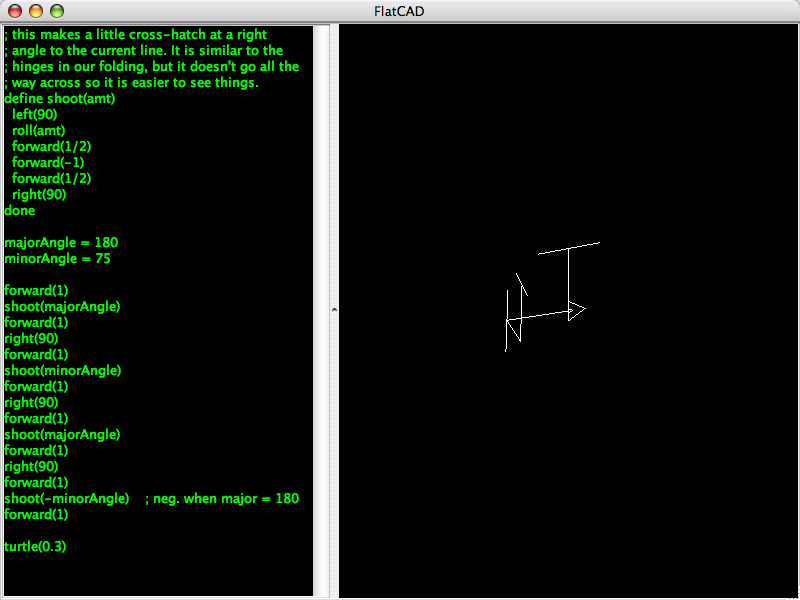 FlatCAD
; this makes a little cross-hatch at a right
; angle to the current line. It is similar to the
; hinges in our folding, but it doesn't go all the
; way across so it is easier to see things.
define shoot(amt)
left(90)
roll(amt)
forward(1/2)
forward(-1)
forward(1/2)
right(90)
done
majorAngle = 180
minorAngle = 75
forward(1)
shoot(majorAngle)
forward(1)
right(90)
forward(1)
shoot(minorAngle)
forward(1)
right(90)
forward(1)
shoot(majorAngle)
forward(1)
right(90)
forward(1)
shoot(-minorAngle) ; neg. when major = 180
forward(1)
turtle(0.3)